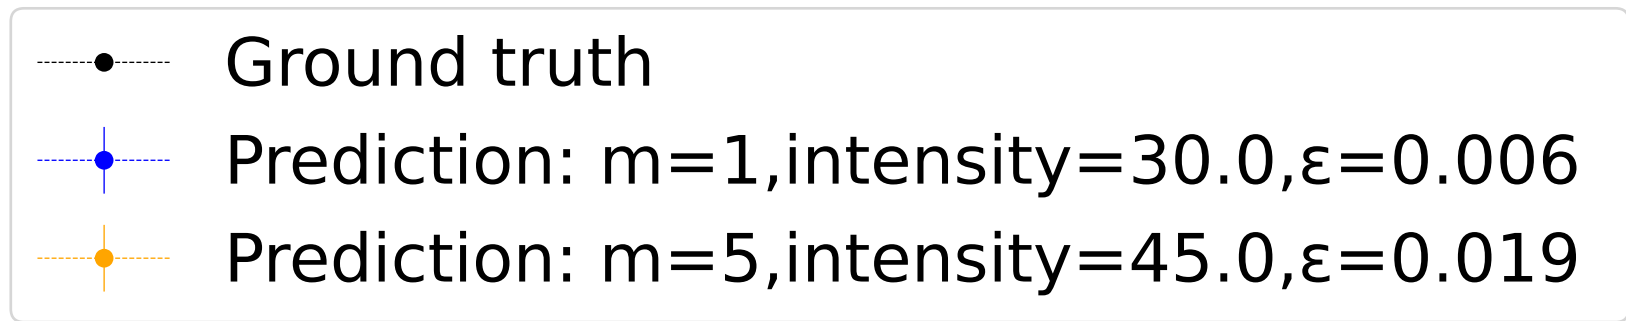 Ground truth
Prediction: m=1,intensity=30.0,ε=0.006
Prediction: m=5,intensity=45.0,ε=0.019